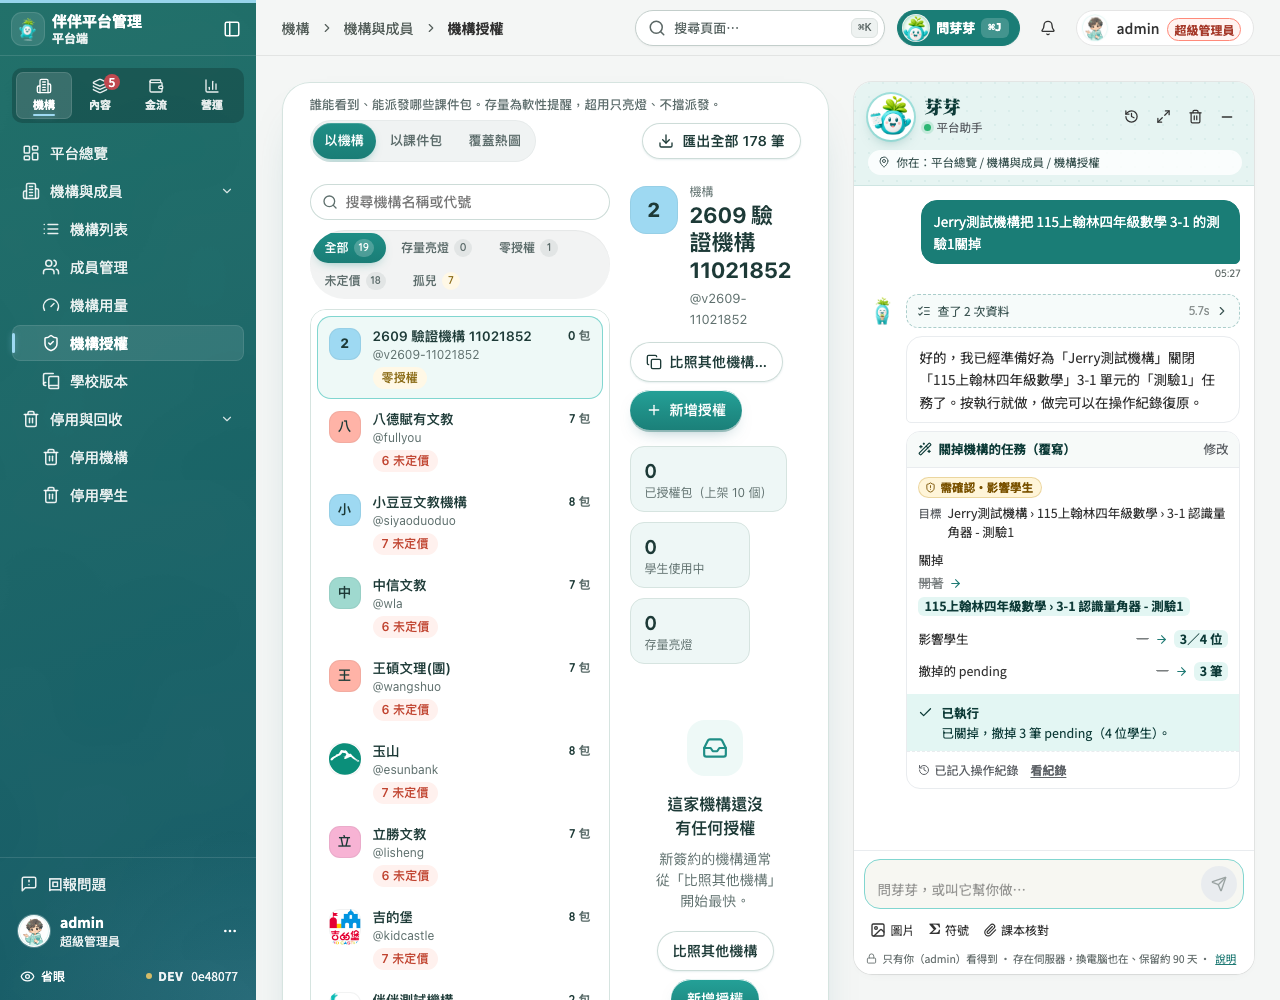 伴伴平台管理
平台端
機構
內容
5
金流
營運
平台總覽
機構與成員
機構列表
成員管理
機構用量
機構授權
學校版本
停用與回收
停用機構
停用學生
回報問題
admin
超級管理員
省眼
DEV 0e48077
機構 > 機構與成員 > 機構授權
搜尋頁面⋯
⌘K
問芽芽 ⌘J
admin 超級管理員
誰能看到、能派發哪些課件包。存量為軟性提醒，超用只亮燈、不擋派發。
以機構 以課件包 覆蓋熱圖
匯出全部 178 筆
搜尋機構名稱或代號
全部 19 存量亮燈 0 零授權 1
未定價 18 孤兒 7
2
2609 驗證機構 11021852
0 包
@v2609-11021852
零授權
八
八德賦有文教
7 包
@fullyou
6 未定價
小
小豆豆文教機構
8 包
@siyaoduoduo
7 未定價
中
中信文教
7 包
@wla
6 未定價
王
王碩文理(團)
7 包
@wangshuo
6 未定價
玉山
8 包
@esunbank
7 未定價
立
立勝文教
7 包
@lisheng
6 未定價
吉的堡
吉的堡
8 包
@kidcastle
7 未定價
伴伴測試機構
2 包
2
機構
2609 驗
證機構
11021852
@v2609-
11021852
比照其他機構...
新增授權
0
已授權包（上架 10 個）
0
學生使用中
0
存量亮燈
這家機構還沒
有任何授權
新簽約的機構通常
從「比照其他機構」
開始最快。
比照其他機構
新增授權
芽芽
平台助手
你在：平台總覽 / 機構與成員 / 機構授權
Jerry測試機構把 115上翰林四年級數學 3-1 的測
驗1關掉
05:27
查了 2 次資料
5.7s
好的，我已經準備好為「Jerry測試機構」關閉
「115上翰林四年級數學」3-1 單元的「測驗1」任
務了。按執行就做，做完可以在操作紀錄復原。
關掉機構的任務（覆寫）
修改
需確認・影響學生
目標 Jerry測試機構 › 115上翰林四年級數學 › 3-1 認識量
角器 - 測驗1
關掉
開著 →
115上翰林四年級數學 › 3-1 認識量角器 - 測驗1
影響學生
— → 3／4 位
撤掉的 pending
— → 3 筆
已執行
已關掉，撤掉 3 筆 pending（4 位學生）。
已記入操作紀錄 看紀錄
問芽芽，或叫它幫你做⋯
圖片 符號 課本核對
只有你（admin）看得到 ・ 存在伺服器，換電腦也在、保留約 90 天 ・ 說明